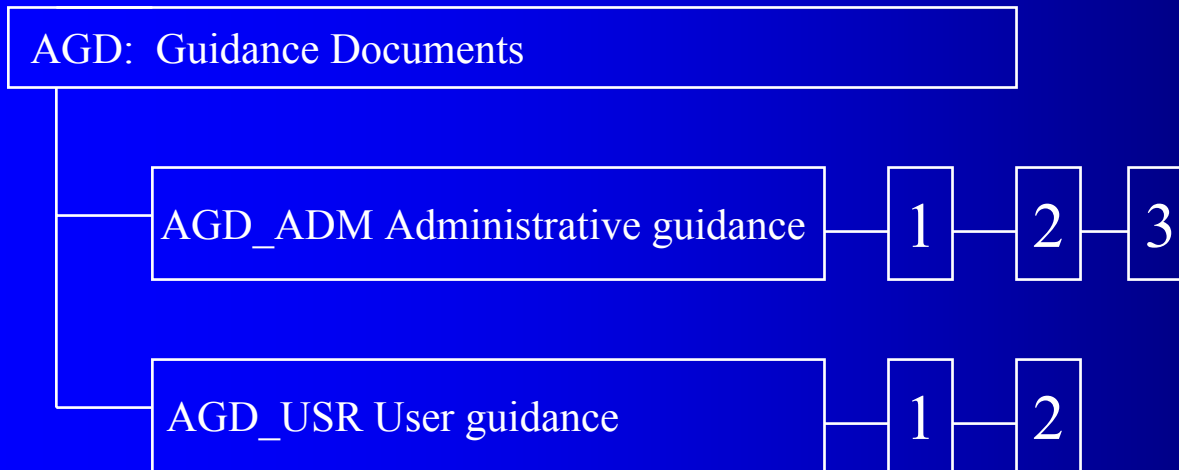 AGD: Guidance Documents
AGD_ADM Administrative guidance 1 2 3
AGD_USR User guidance 1 2